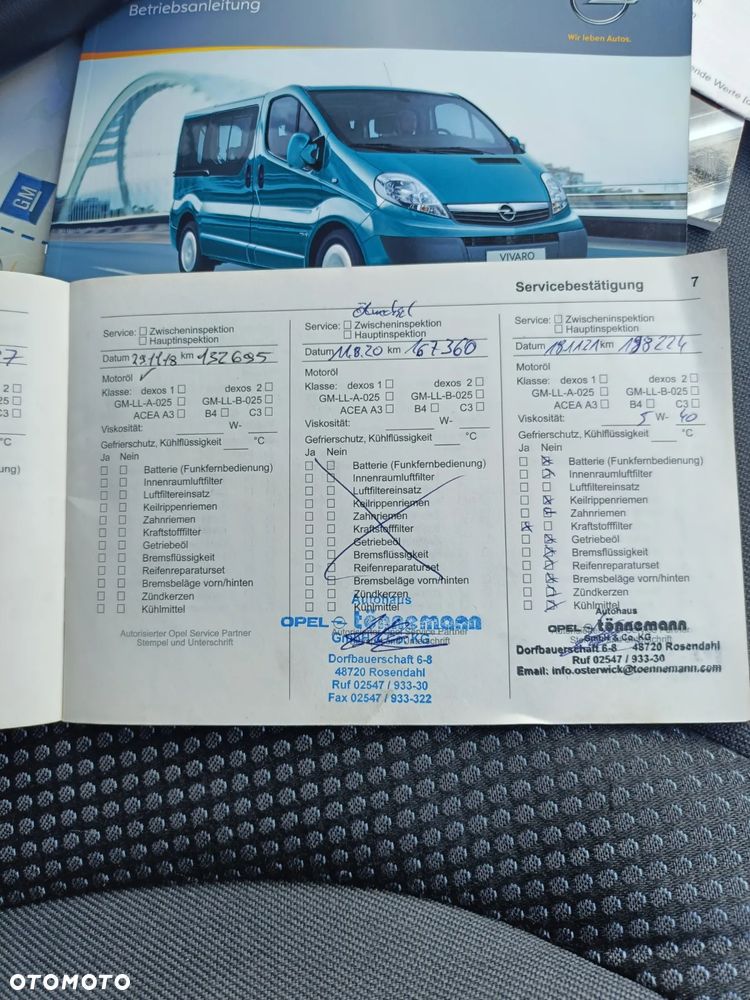 Betriebsanleitung
Wir leben Autos.
ende Werte fo
GM
VIVARO
Servicebestätigung 7
Service: Zwischeninspektion
Hauptinspektion
Datum 29.11.18 km 132695
Motoröl
Klasse: dexos 1 dexos 2
GM-LL-A-025 GM-LL-B-025
ACEA A3 B4 C3
Viskosität: W-
Gefrierschutz, Kühlflüssigkeit °C
Ja Nein
Batterie (Funkfernbedienung)
Innenraumluftfilter
Luftfiltereinsatz
Keilrippenriemen
Zahnriemen
Kraftstofffilter
Getriebeöl
Bremsflüssigkeit
Reifenreparaturset
Bremsbeläge vorn/hinten
Zündkerzen
Kühlmittel
Autorisierter Opel Service Partner
Stempel und Unterschrift
Ölwechsel
Service: Zwischeninspektion
Hauptinspektion
Datum 11.8.20 km 167360
Motoröl
Klasse: dexos 1 dexos 2
GM-LL-A-025 GM-LL-B-025
ACEA A3 B4 C3
Viskosität: W-
Gefrierschutz, Kühlflüssigkeit °C
Ja Nein
Batterie (Funkfernbedienung)
Innenraumluftfilter
Luftfiltereinsatz
Keilrippenriemen
Zahnriemen
Kraftstofffilter
Getriebeöl
Bremsflüssigkeit
Reifenreparaturset
Bremsbeläge vorn/hinten
Zündkerzen
Kühlmittel
Autohaus
OPEL tönnemann
GmbH & Co. KG
Dorfbauerschaft 6-8
48720 Rosendahl
Ruf 02547 / 933-30
Fax 02547 / 933-322
Service: Zwischeninspektion
Hauptinspektion
Datum 18.11.21 km 198224
Motoröl
Klasse: dexos 1 dexos 2
GM-LL-A-025 GM-LL-B-025
ACEA A3 B4 C3
Viskosität: 5 W- 40
Gefrierschutz, Kühlflüssigkeit °C
Ja Nein
Batterie (Funkfernbedienung)
Innenraumluftfilter
Luftfiltereinsatz
Keilrippenriemen
Zahnriemen
Kraftstofffilter
Getriebeöl
Bremsflüssigkeit
Reifenreparaturset
Bremsbeläge vorn/hinten
Zündkerzen
Kühlmittel
Autohaus
OPEL tönnemann
GmbH & Co. KG
Dorfbauerschaft 6-8 48720 Rosendahl
Ruf 02547 / 933-30
Email: info.osterwick@toennemann.com
OTOMOTO